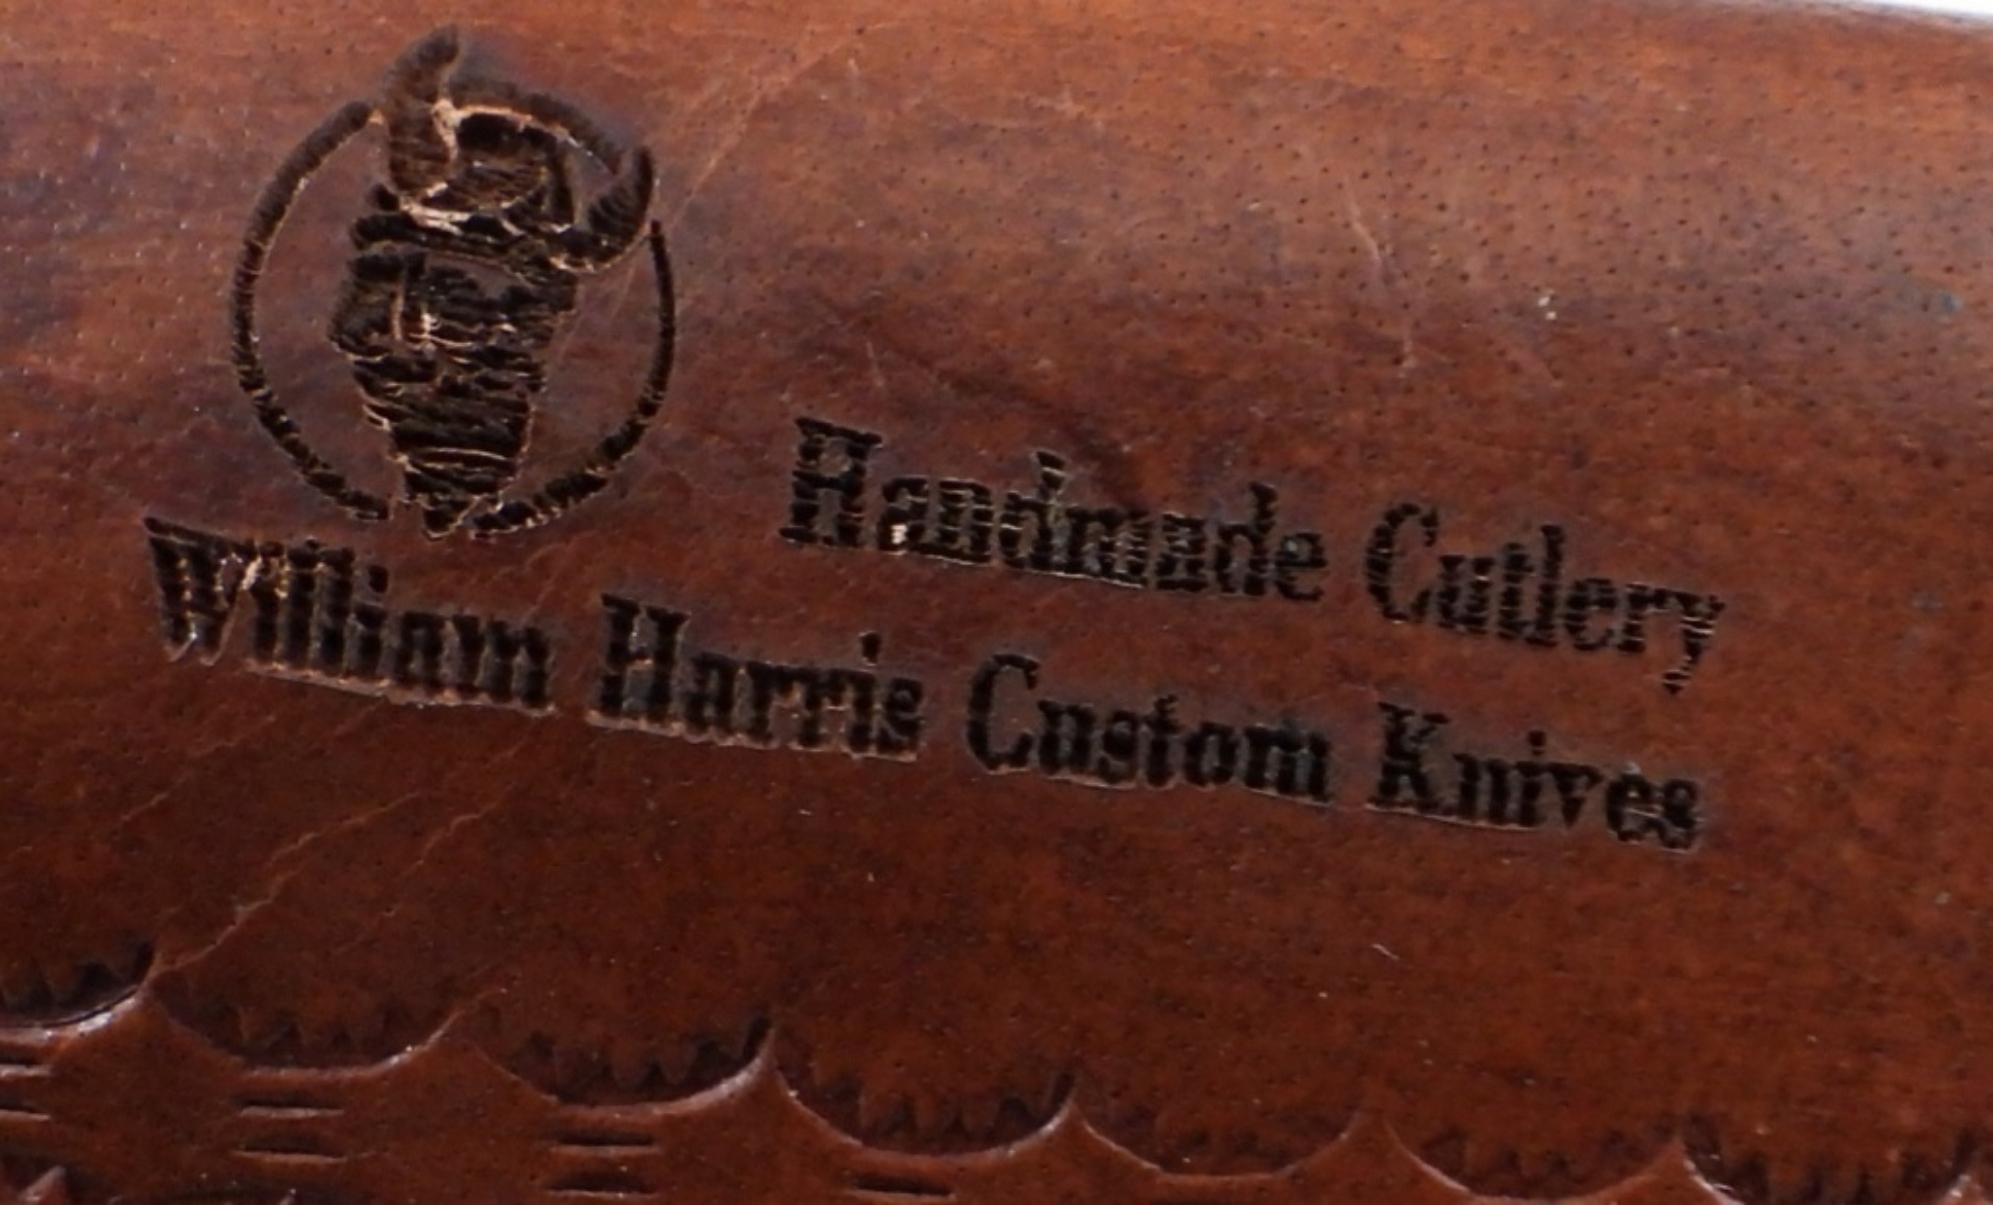 Handmade Cutlery
William Harris Custom Knives